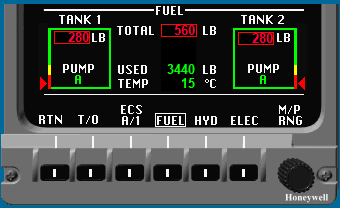 FUEL
TANK 1 TANK 2
280 LB TOTAL 560 LB 280 LB
PUMP USED 3440 LB PUMP
A TEMP 15 °C A
RTN T/O ECS A/I FUEL HYD ELEC M/P RNG
Honeywell